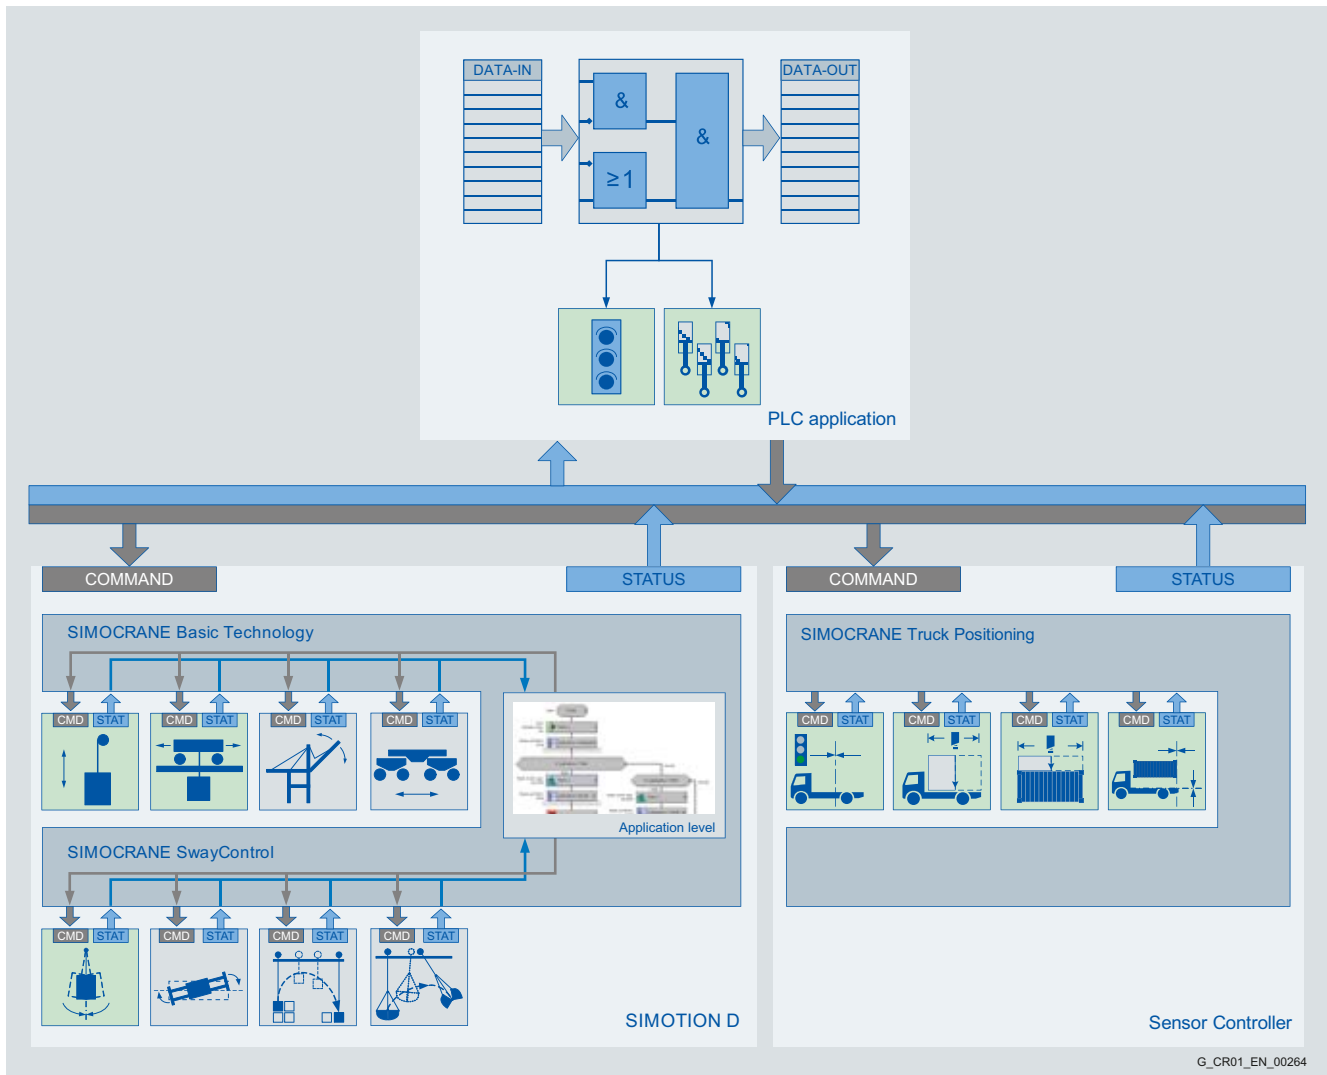 DATA-IN
DATA-OUT
&
&
≥1
PLC application
COMMAND
STATUS
COMMAND
STATUS
SIMOCRANE Basic Technology
SIMOCRANE Truck Positioning
CMD STAT
CMD STAT
CMD STAT
CMD STAT
CMD STAT
CMD STAT
CMD STAT
CMD STAT
Application level
SIMOCRANE SwayControl
CMD STAT
CMD STAT
CMD STAT
CMD STAT
SIMOTION D
Sensor Controller
G_CR01_EN_00264